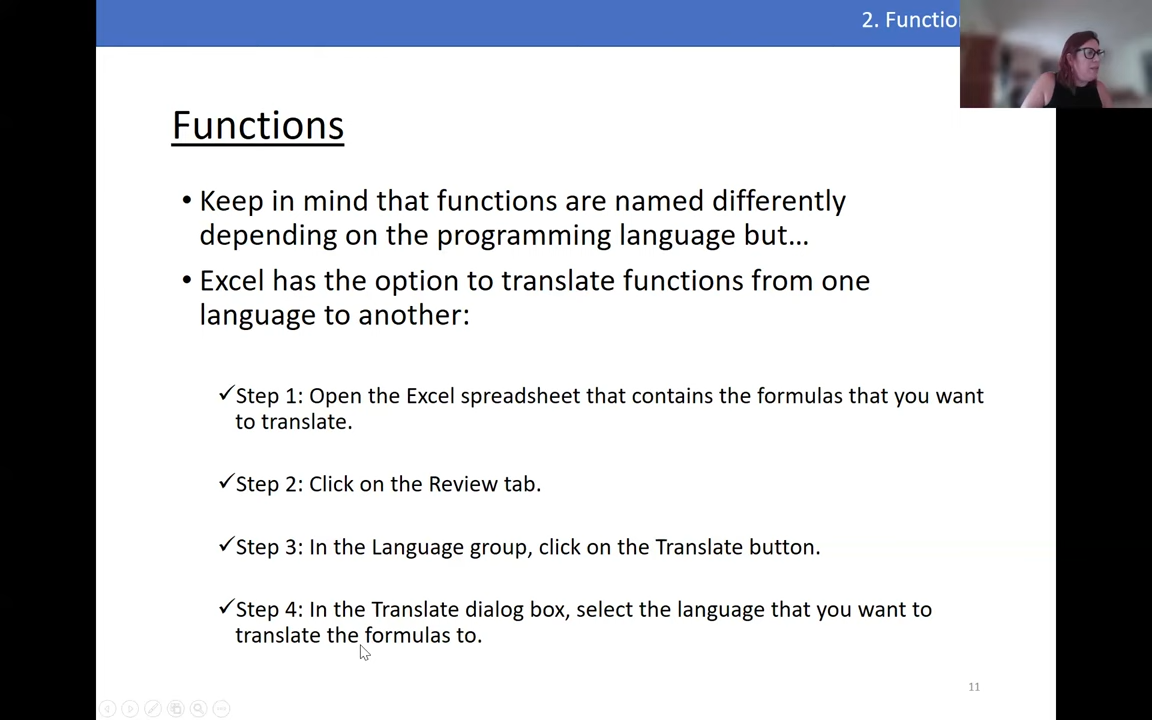 2. Functio
Functions
• Keep in mind that functions are named differently
depending on the programming language but...
• Excel has the option to translate functions from one
language to another:
✓Step 1: Open the Excel spreadsheet that contains the formulas that you want
to translate.
✓Step 2: Click on the Review tab.
✓Step 3: In the Language group, click on the Translate button.
✓Step 4: In the Translate dialog box, select the language that you want to
translate the formulas to.
11